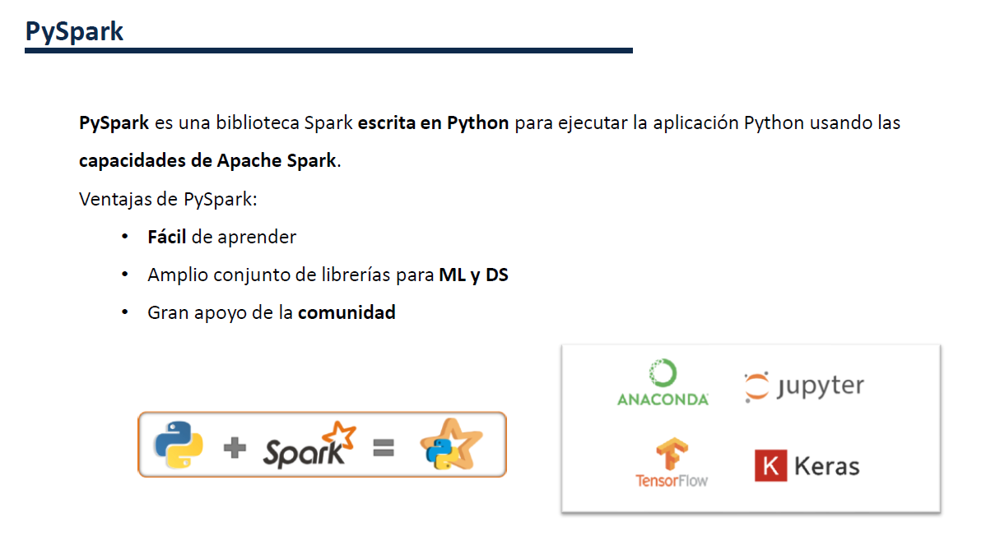 PySpark
PySpark es una biblioteca Spark escrita en Python para ejecutar la aplicación Python usando las
capacidades de Apache Spark.
Ventajas de PySpark:
• Fácil de aprender
• Amplio conjunto de librerías para ML y DS
• Gran apoyo de la comunidad
ANACONDA
jupyter
Spark
TensorFlow
K Keras